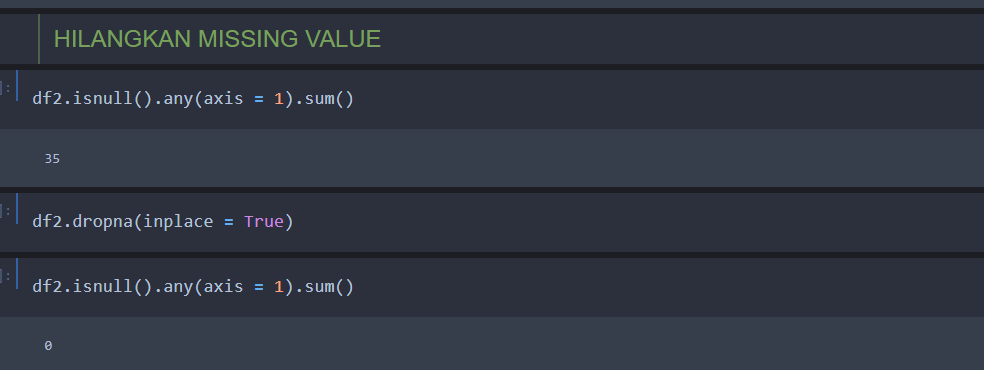 HILANGKAN MISSING VALUE
]:
df2.isnull().any(axis = 1).sum()
35
]:
df2.dropna(inplace = True)
]:
df2.isnull().any(axis = 1).sum()
0